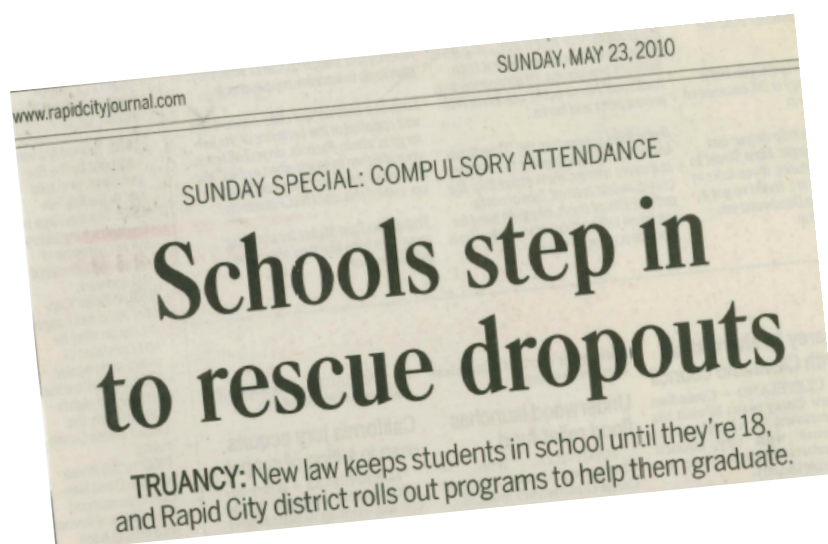 SUNDAY, MAY 23, 2010
www.rapidcityjournal.com
SUNDAY SPECIAL: COMPULSORY ATTENDANCE
Schools step in
to rescue dropouts
TRUANCY: New law keeps students in school until they're 18,
and Rapid City district rolls out programs to help them graduate.